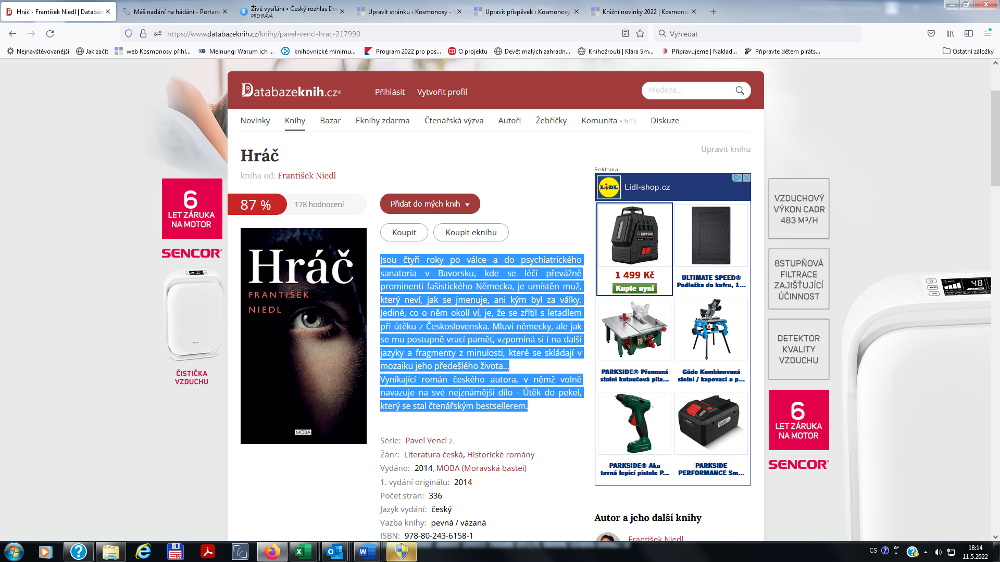 Hráč - František Niedl | Databáze
Máš nadání na hádání - Portaro
Živé vysílání • Český rozhlas Dvo
PŘEHRÁVÁ
Upravit stránku ‹ Kosmonosy —
Upravit příspěvek ‹ Kosmonosy
Knižní novinky 2022 | Kosmonos
https://www.databazeknih.cz/knihy/pavel-vencl-hrac-217990
Vyhledat
Nejnavštěvovanější
Jak začít
web Kosmonosy přihl...
Meinung: Warum ich ...
knihovnické minimu...
Program 2022 pro pos...
O projektu
Devět malých zahradn...
Knihožrouti | Klára Sm...
Připravujeme | Naklad...
Připravte dětem piráts...
Ostatní záložky
Databazeknih.cz®
Přihlásit
Vytvořit profil
Hledejte...
Novinky
Knihy
Bazar
Eknihy zdarma
Čtenářská výzva
Autoři
Žebříčky
Komunita • 643
Diskuze
Hráč
Upravit knihu
kniha od: František Niedl
87 %
178 hodnocení
Přidat do mých knih
Koupit
Koupit eknihu
Hráč
FRANTIŠEK
NIEDL
MOBA
Jsou čtyři roky po válce a do psychiatrického
sanatoria v Bavorsku, kde se léčí převážně
prominenti fašistického Německa, je umístěn muž,
který neví, jak se jmenuje, ani kým byl za války.
Jediné, co o něm okolí ví, je, že se zřítil s letadlem
při útěku z Československa. Mluví německy, ale jak
se mu postupně vrací paměť, vzpomíná si i na další
jazyky a fragmenty z minulosti, které se skládají v
mozaiku jeho předešlého života...
Vynikající román českého autora, v němž volně
navazuje na své nejznámější dílo - Útěk do pekel,
který se stal čtenářským bestsellerem.
Série: Pavel Vencl 2.
Žánr: Literatura česká, Historické romány
Vydáno: 2014, MOBA (Moravská bastei)
1. vydání originálu: 2014
Počet stran: 336
Jazyk vydání: český
Vazba knihy: pevná / vázaná
ISBN: 978-80-243-6158-1
Reklama
LIDL
Lidl-shop.cz
PARKSIDE
1 499 Kč
Kupte nyní
ULTIMATE SPEED®
Podložka do kufru, 1...
PARKSIDE® Přenosná
stolní kotoučová pila...
Güde Kombinovaná
stolní / kapovací a p...
PARKSIDE® Aku
tavná lepicí pistole P...
PARKSIDE
PERFORMANCE Sm...
Autor a jeho další knihy
František Niedl
6
LET ZÁRUKA
NA MOTOR
SENCOR®
SENCOR
ČISTIČKA
VZDUCHU
VZDUCHOVÝ
VÝKON CADR
483 M³/H
8STUPŇOVÁ
FILTRACE
ZAJIŠŤUJÍCÍ
ÚČINNOST
DETEKTOR
KVALITY
VZDUCHU
6
LET ZÁRUKA
NA MOTOR
SENCOR®
AUTO
SPEED
UV-C
48
64
CS
18:14
11.5.2022